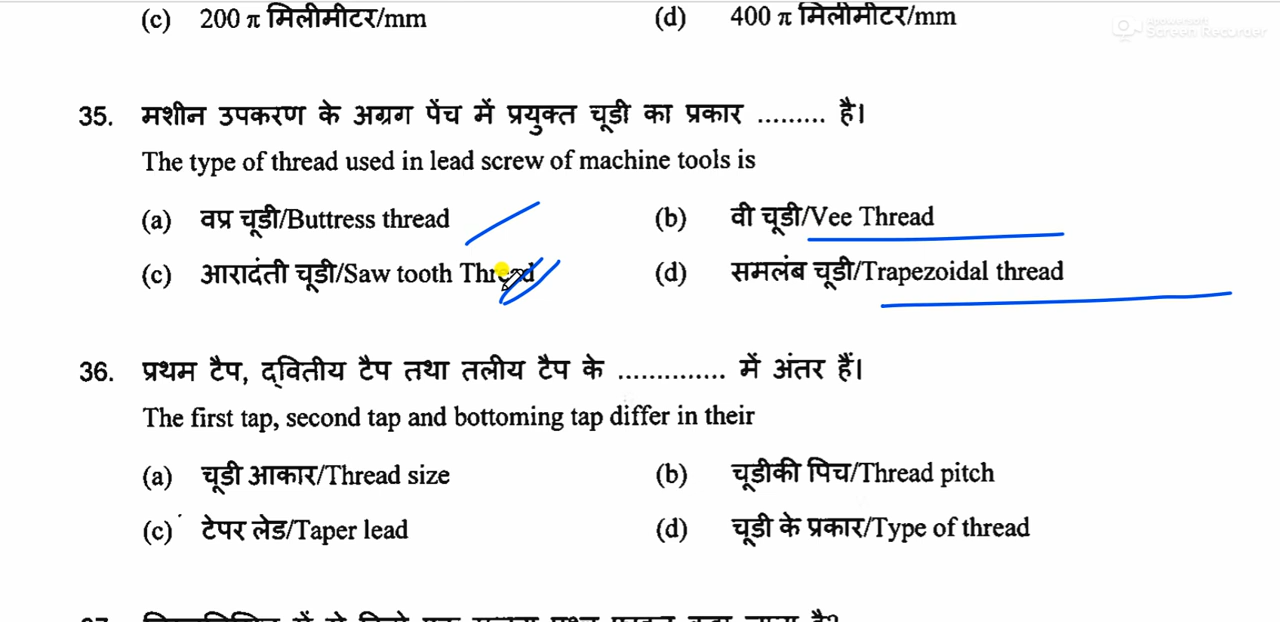 (c) 200 π मिलीमीटर/mm (d) 400 π मिलीमीटर/mm
Apowersoft
Screen Recorder
35. मशीन उपकरण के अग्रग पेंच में प्रयुक्त चूडी का प्रकार ......... है।
The type of thread used in lead screw of machine tools is
(a) वप्र चूडी/Buttress thread (b) वी चूडी/Vee Thread
(c) आरादंती चूडी/Saw tooth Thread (d) समलंब चूडी/Trapezoidal thread
36. प्रथम टैप, द्वितीय टैप तथा तलीय टैप के .............. में अंतर हैं।
The first tap, second tap and bottoming tap differ in their
(a) चूडी आकार/Thread size (b) चूडीकी पिच/Thread pitch
(c) टेपर लेड/Taper lead (d) चूडी के प्रकार/Type of thread